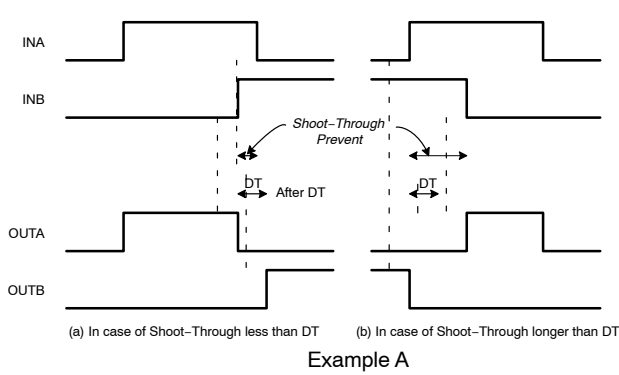 INA
INB
Shoot−Through
Prevent
DT
After DT
DT
OUTA
OUTB
(a) In case of Shoot−Through less than DT
(b) In case of Shoot−Through longer than DT
Example A